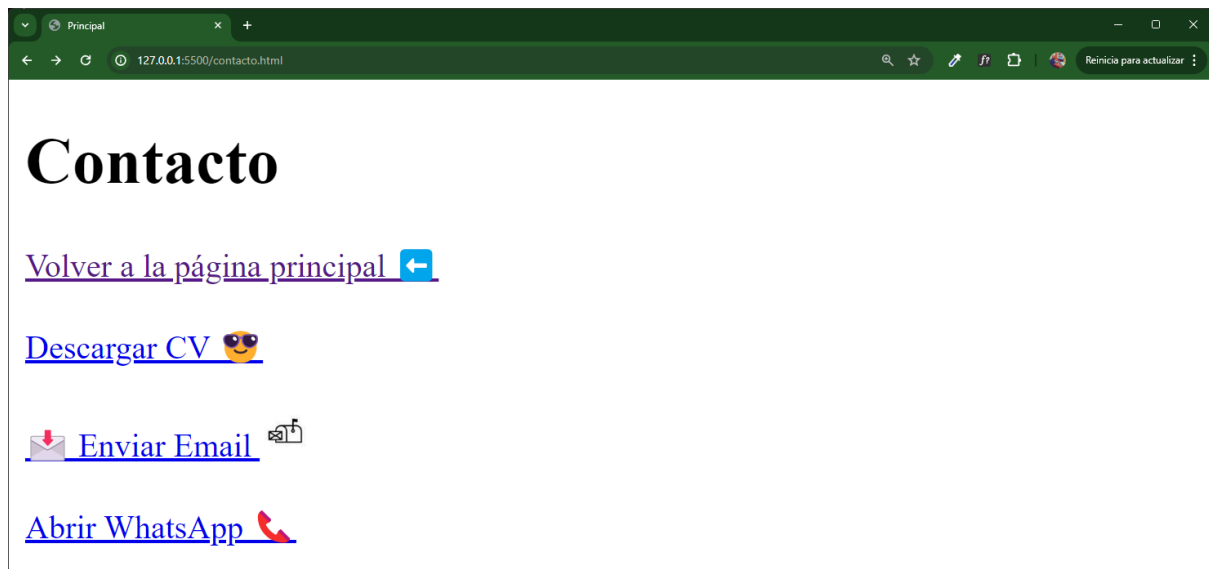 Principal
127.0.0.1:5500/contacto.html
Reinicia para actualizar
Contacto
Volver a la página principal ⬅️
Descargar CV 😎
📩 Enviar Email 📬
Abrir WhatsApp 📞